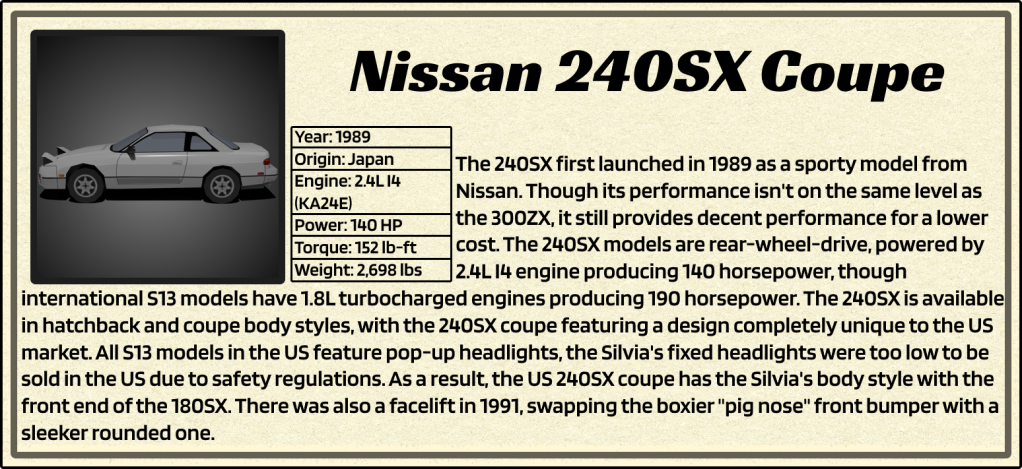 Nissan 240SX Coupe
Year: 1989
Origin: Japan
Engine: 2.4L I4
(KA24E)
Power: 140 HP
Torque: 152 lb-ft
Weight: 2,698 lbs
The 240SX first launched in 1989 as a sporty model from
Nissan. Though its performance isn't on the same level as
the 300ZX, it still provides decent performance for a lower
cost. The 240SX models are rear-wheel-drive, powered by
2.4L I4 engine producing 140 horsepower, though
international S13 models have 1.8L turbocharged engines producing 190 horsepower. The 240SX is available
in hatchback and coupe body styles, with the 240SX coupe featuring a design completely unique to the US
market. All S13 models in the US feature pop-up headlights, the Silvia's fixed headlights were too low to be
sold in the US due to safety regulations. As a result, the US 240SX coupe has the Silvia's body style with the
front end of the 180SX. There was also a facelift in 1991, swapping the boxier "pig nose" front bumper with a
sleeker rounded one.